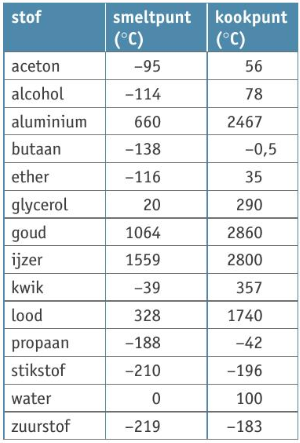 stof smeltpunt (°C) kookpunt (°C)
aceton –95 56
alcohol –114 78
aluminium 660 2467
butaan –138 –0,5
ether –116 35
glycerol 20 290
goud 1064 2860
ijzer 1559 2800
kwik –39 357
lood 328 1740
propaan –188 –42
stikstof –210 –196
water 0 100
zuurstof –219 –183